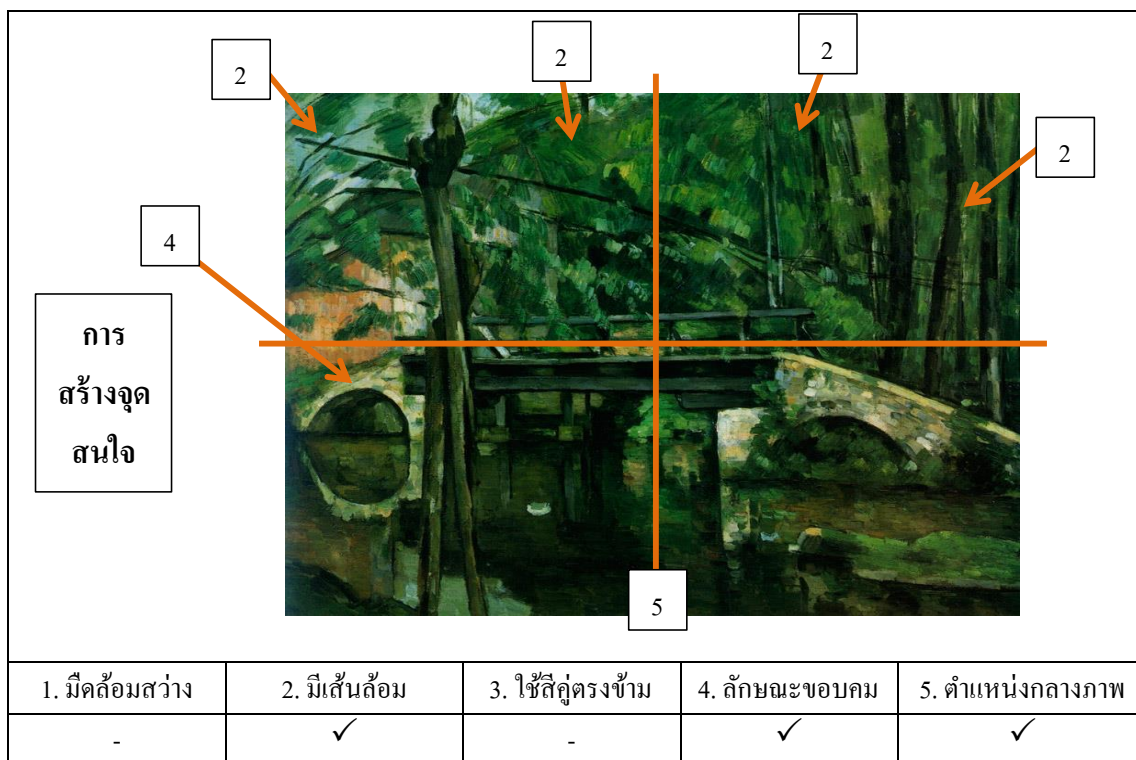 2
2
2
2
4
การ
สร้างจุด
สนใจ
5
1. มืดล้อมสว่าง
2. มีเส้นล้อม
3. ใช้สีคู่ตรงข้าม
4. ลักษณะขอบคม
5. ตำแหน่งกลางภาพ
-
✓
-
✓
✓